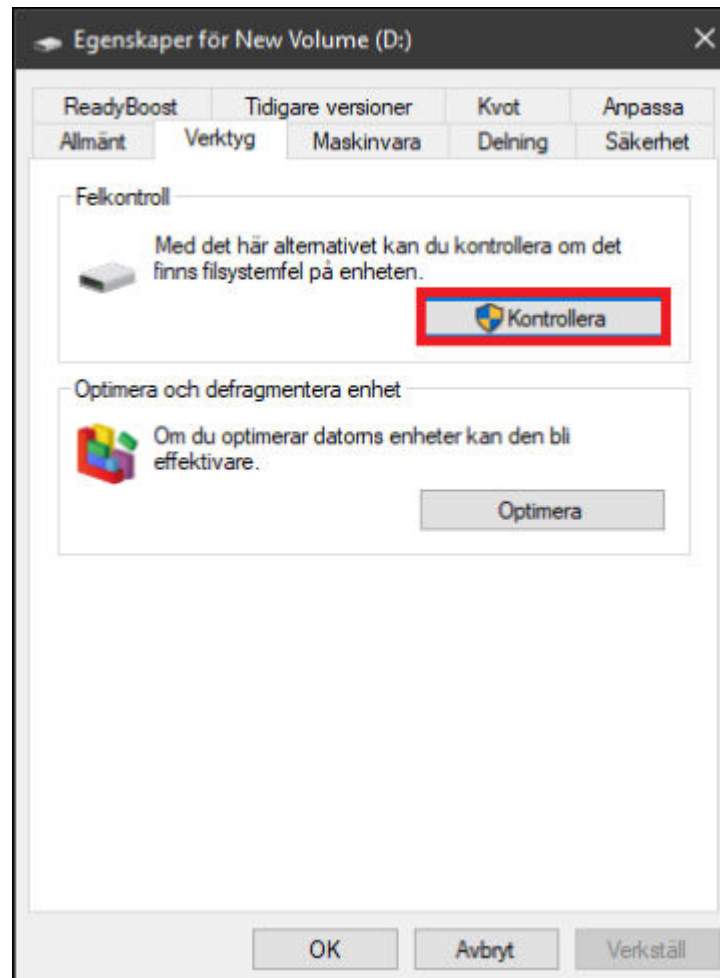 Egenskaper för New Volume (D:)
ReadyBoost Tidigare versioner Kvot Anpassa
Allmänt Verktyg Maskinvara Delning Säkerhet
Felkontroll
Med det här alternativet kan du kontrollera om det
finns filsystemfel på enheten.
Kontrollera
Optimera och defragmentera enhet
Om du optimerar datorns enheter kan den bli
effektivare.
Optimera
OK Avbryt Verkställ